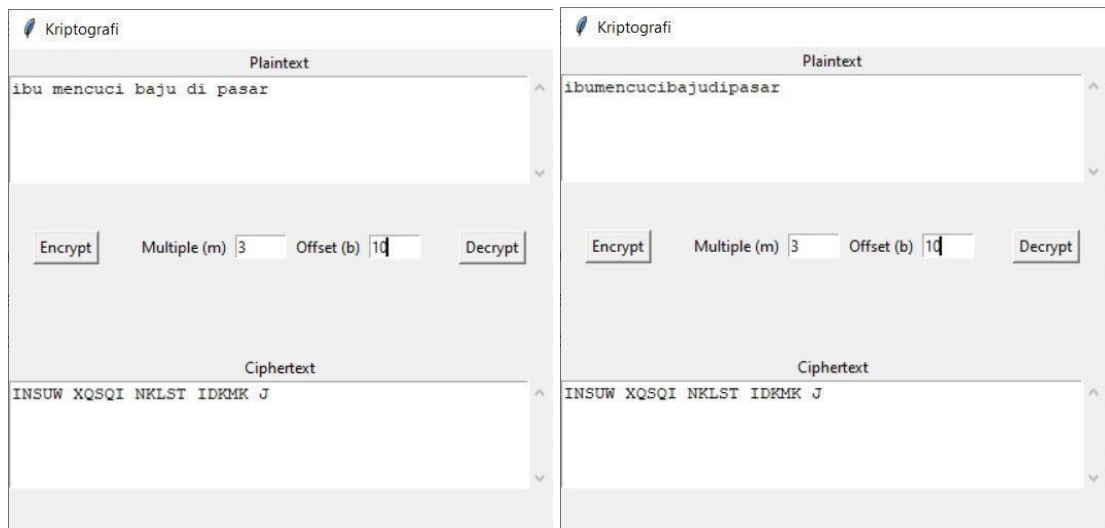 Kriptografi
Plaintext
ibu mencuci baju di pasar
Encrypt Multiple (m) 3 Offset (b) 10 Decrypt
Ciphertext
INSUW XQSQI NKLST IDKMK J
Kriptografi
Plaintext
ibumencucibajudipasar
Encrypt Multiple (m) 3 Offset (b) 10 Decrypt
Ciphertext
INSUW XQSQI NKLST IDKMK J